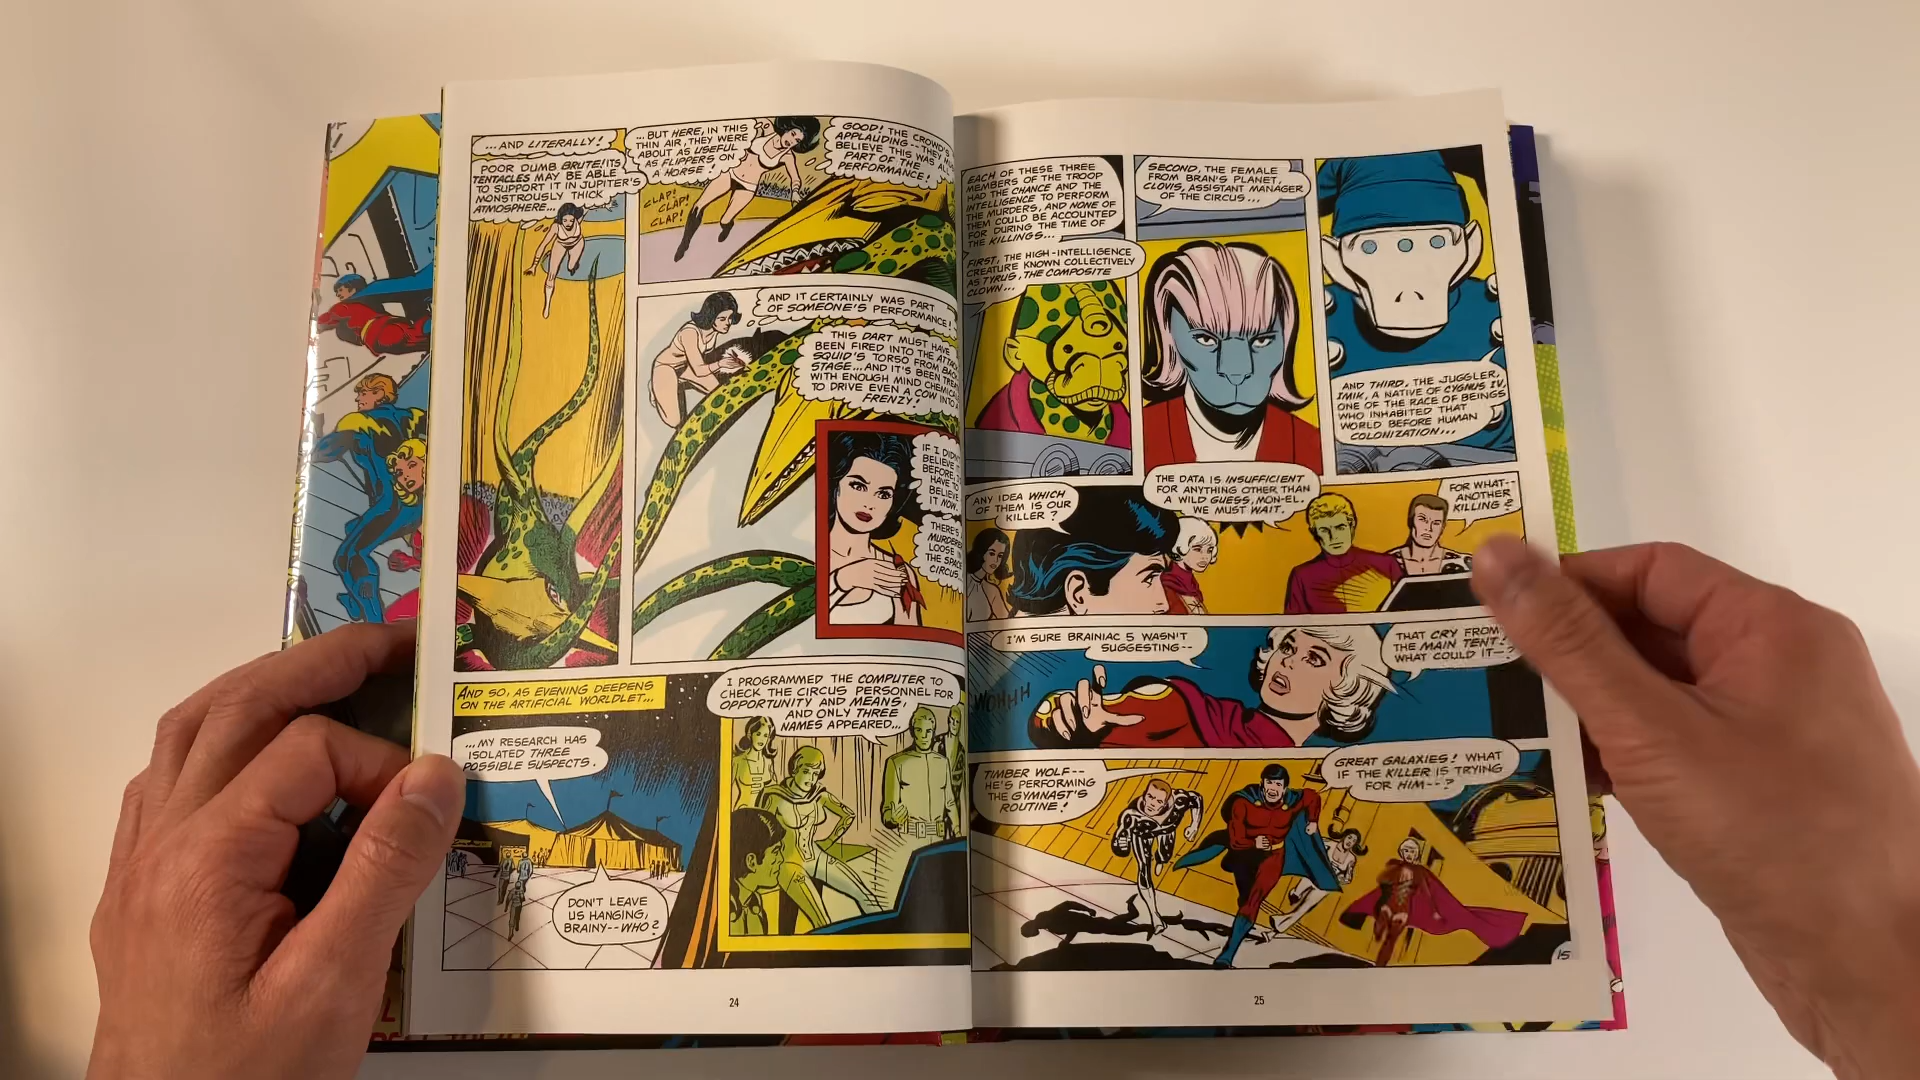 ...AND LITERALLY!
POOR DUMB BRUTE! ITS
TENTACLES MAY BE ABLE
TO SUPPORT IT IN JUPITER'S
MONSTROUSLY THICK
ATMOSPHERE...
...BUT HERE, IN THIS
THIN AIR, THEY WERE
ABOUT AS USEFUL
AS FLIPPERS ON
A HORSE!
CLAP!
CLAP!
CLAP!
GOOD! THE CROWD'S
APPLAUDING--THEY
BELIEVE THIS WAS ALL
PART OF THE
PERFORMANCE!
AND IT CERTAINLY WAS PART
OF SOMEONE'S PERFORMANCE!
THIS DART MUST HAVE
BEEN FIRED INTO THE
SQUID'S TORSO FROM BACK
STAGE...AND IT'S BEEN
WITH ENOUGH MIND
TO DRIVE EVEN A COW INTO
FRENZY!
IF I
BELIEVE
BEFORE,
HAVE TO
BELIEVE
IT NOW.
THERE'S
LOOSE IN
THE SPACE
CIRCUS...
AND SO, AS EVENING DEEPENS
ON THE ARTIFICIAL WORLDLET...
...MY RESEARCH HAS
ISOLATED THREE
POSSIBLE SUSPECTS.
DON'T LEAVE
US HANGING,
BRAINY--WHO?
I PROGRAMMED THE COMPUTER TO
CHECK THE CIRCUS PERSONNEL FOR
OPPORTUNITY AND MEANS,
AND ONLY THREE
NAMES APPEARED...
24
EACH OF THESE THREE
MEMBERS OF THE TROOP
HAD THE CHANCE AND THE
INTELLIGENCE TO PERFORM
THE MURDERS, AND NONE OF
THEM COULD BE ACCOUNTED
FOR DURING THE TIME OF
THE KILLINGS...
FIRST, THE HIGH-INTELLIGENCE
CREATURE KNOWN COLLECTIVELY
AS TYRUS, THE COMPOSITE
CLOWN...
SECOND, THE FEMALE
FROM BRAN'S PLANET,
CLOVIS, ASSISTANT MANAGER
OF THE CIRCUS...
AND THIRD, THE JUGGLER,
IMIK, A NATIVE OF CYGNUS IV,
ONE OF THE RACE OF BEINGS
WHO INHABITED THAT
WORLD BEFORE HUMAN
COLONIZATION...
ANY IDEA WHICH
OF THEM IS OUR
KILLER?
THE DATA IS INSUFFICIENT
FOR ANYTHING OTHER THAN
A WILD GUESS, MON-EL.
WE MUST WAIT.
FOR WHAT--
ANOTHER
KILLING?
I'M SURE BRAINIAC 5 WASN'T
SUGGESTING--
WOHHH
THAT CRY FROM
THE MAIN TENT!
WHAT COULD IT--?
TIMBER WOLF--
HE'S PERFORMING
THE GYMNAST'S
ROUTINE!
GREAT GALAXIES! WHAT
IF THE KILLER IS TRYING
FOR HIM--?
15
25